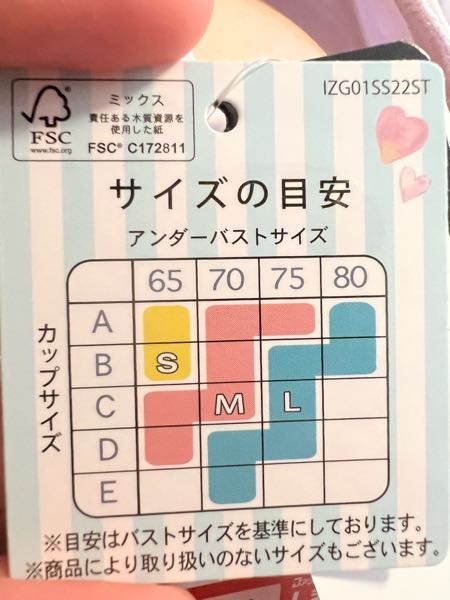 IZG01SS22ST
FSC
www.fsc.org
ミックス
責任ある木質資源を
使用した紙
FSC® C172811
サイズの目安
アンダーバストサイズ
65 70 75 80
カップサイズ
A
B S
C M L
D
E
※目安はバストサイズを基準にしております。
※商品により取り扱いのないサイズもございます。